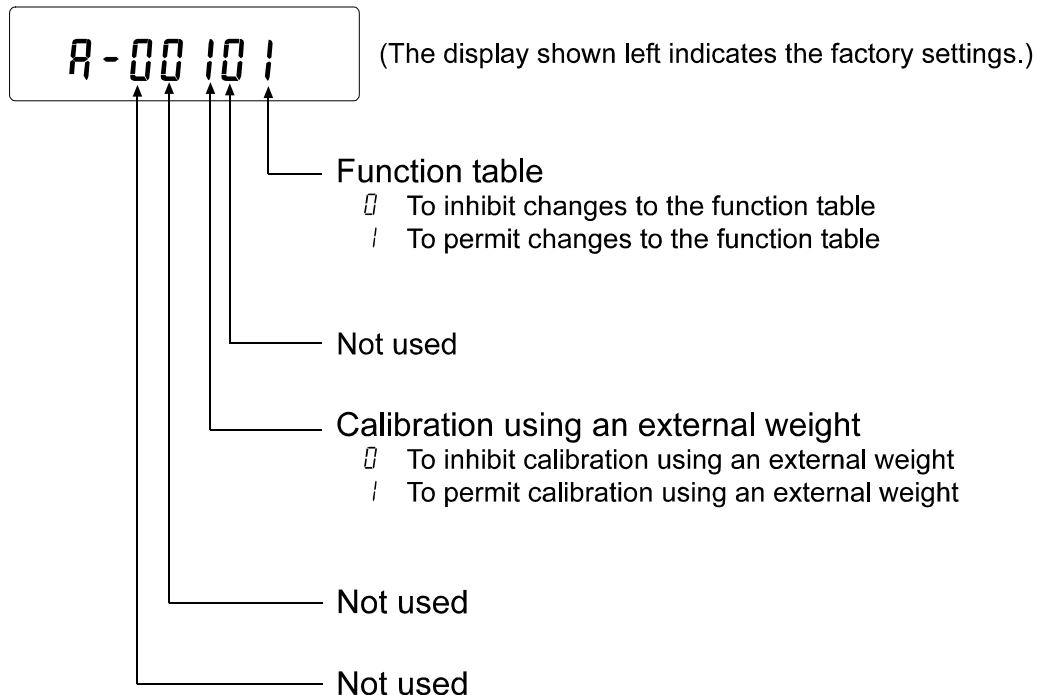 A-00101
(The display shown left indicates the factory settings.)
Function table
0 To inhibit changes to the function table
1 To permit changes to the function table
Not used
Calibration using an external weight
0 To inhibit calibration using an external weight
1 To permit calibration using an external weight
Not used
Not used